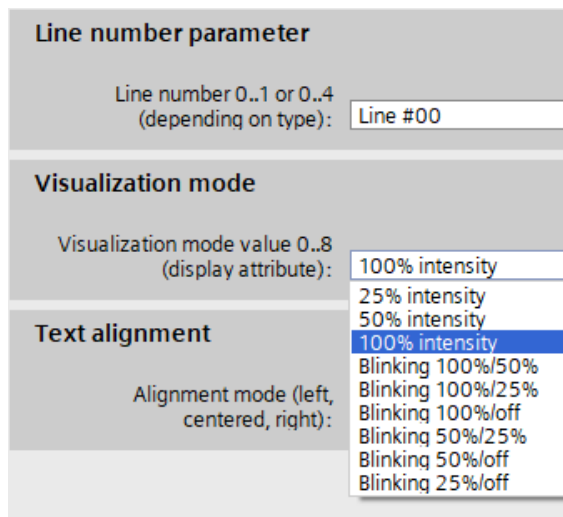 Line number parameter
Line number 0..1 or 0..4
(depending on type):
Line #00
Visualization mode
Visualization mode value 0..8
(display attribute):
100% intensity
25% intensity
50% intensity
100% intensity
Blinking 100%/50%
Blinking 100%/25%
Blinking 100%/off
Blinking 50%/25%
Blinking 50%/off
Blinking 25%/off
Text alignment
Alignment mode (left,
centered, right):